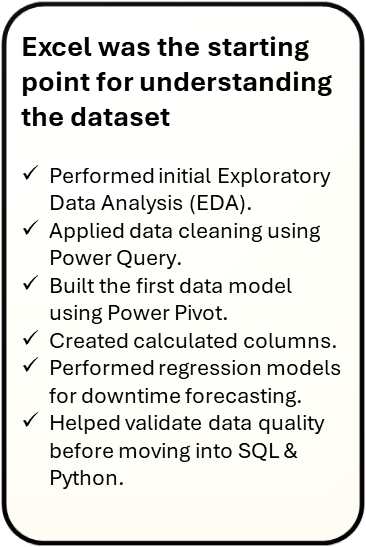 Excel was the starting
point for understanding
the dataset
✓ Performed initial Exploratory
Data Analysis (EDA).
✓ Applied data cleaning using
Power Query.
✓ Built the first data model
using Power Pivot.
✓ Created calculated columns.
✓ Performed regression models
for downtime forecasting.
✓ Helped validate data quality
before moving into SQL &
Python.